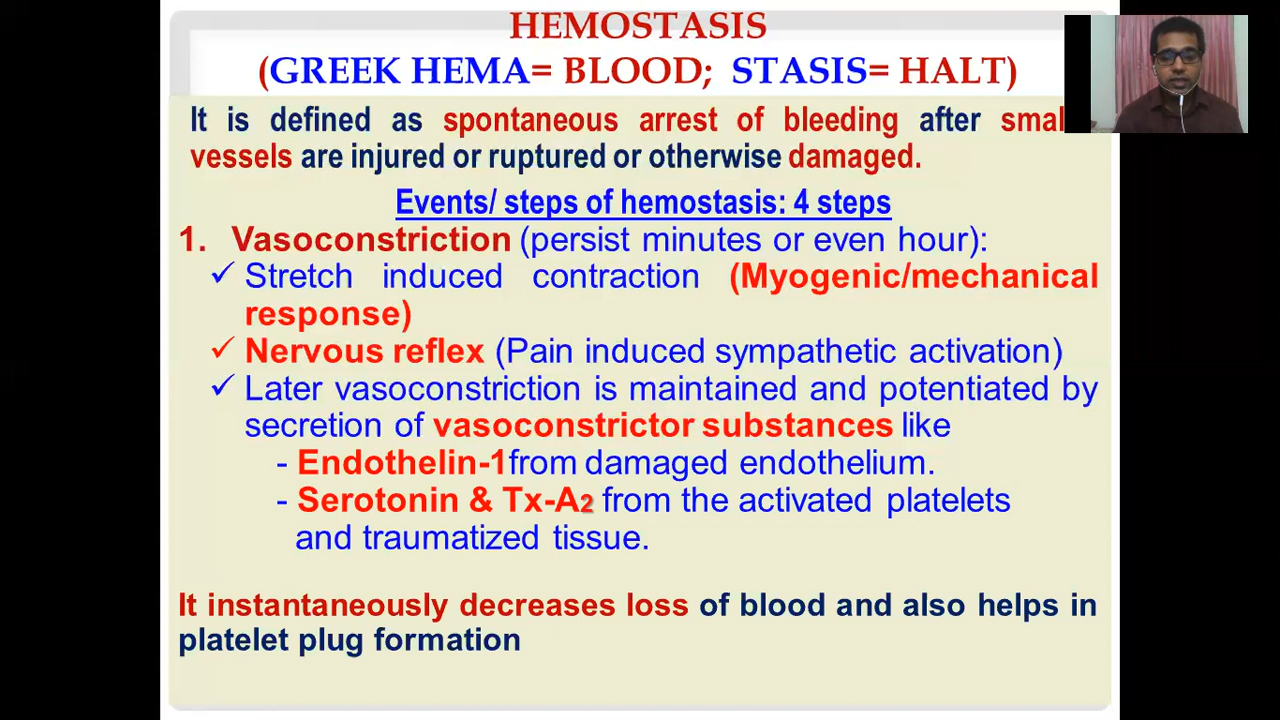 HEMOSTASIS
(GREEK HEMA= BLOOD; STASIS= HALT)
It is defined as spontaneous arrest of bleeding after small
vessels are injured or ruptured or otherwise damaged.
Events/ steps of hemostasis: 4 steps
1. Vasoconstriction (persist minutes or even hour):
✓ Stretch induced contraction (Myogenic/mechanical
response)
✓ Nervous reflex (Pain induced sympathetic activation)
✓ Later vasoconstriction is maintained and potentiated by
secretion of vasoconstrictor substances like
- Endothelin-1from damaged endothelium.
- Serotonin & Tx-A2 from the activated platelets
and traumatized tissue.
It instantaneously decreases loss of blood and also helps in
platelet plug formation